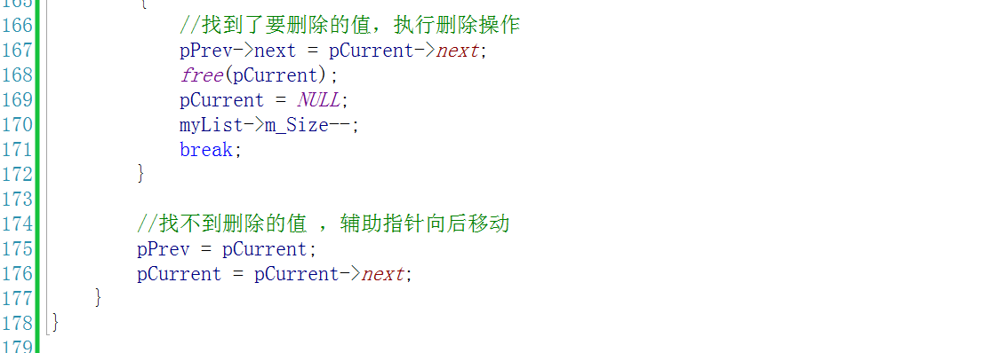 165 {
166 //找到了要删除的值，执行删除操作
167 pPrev->next = pCurrent->next;
168 free(pCurrent);
169 pCurrent = NULL;
170 myList->m_Size--;
171 break;
172 }
173
174 //找不到删除的值 ，辅助指针向后移动
175 pPrev = pCurrent;
176 pCurrent = pCurrent->next;
177 }
178 }
179